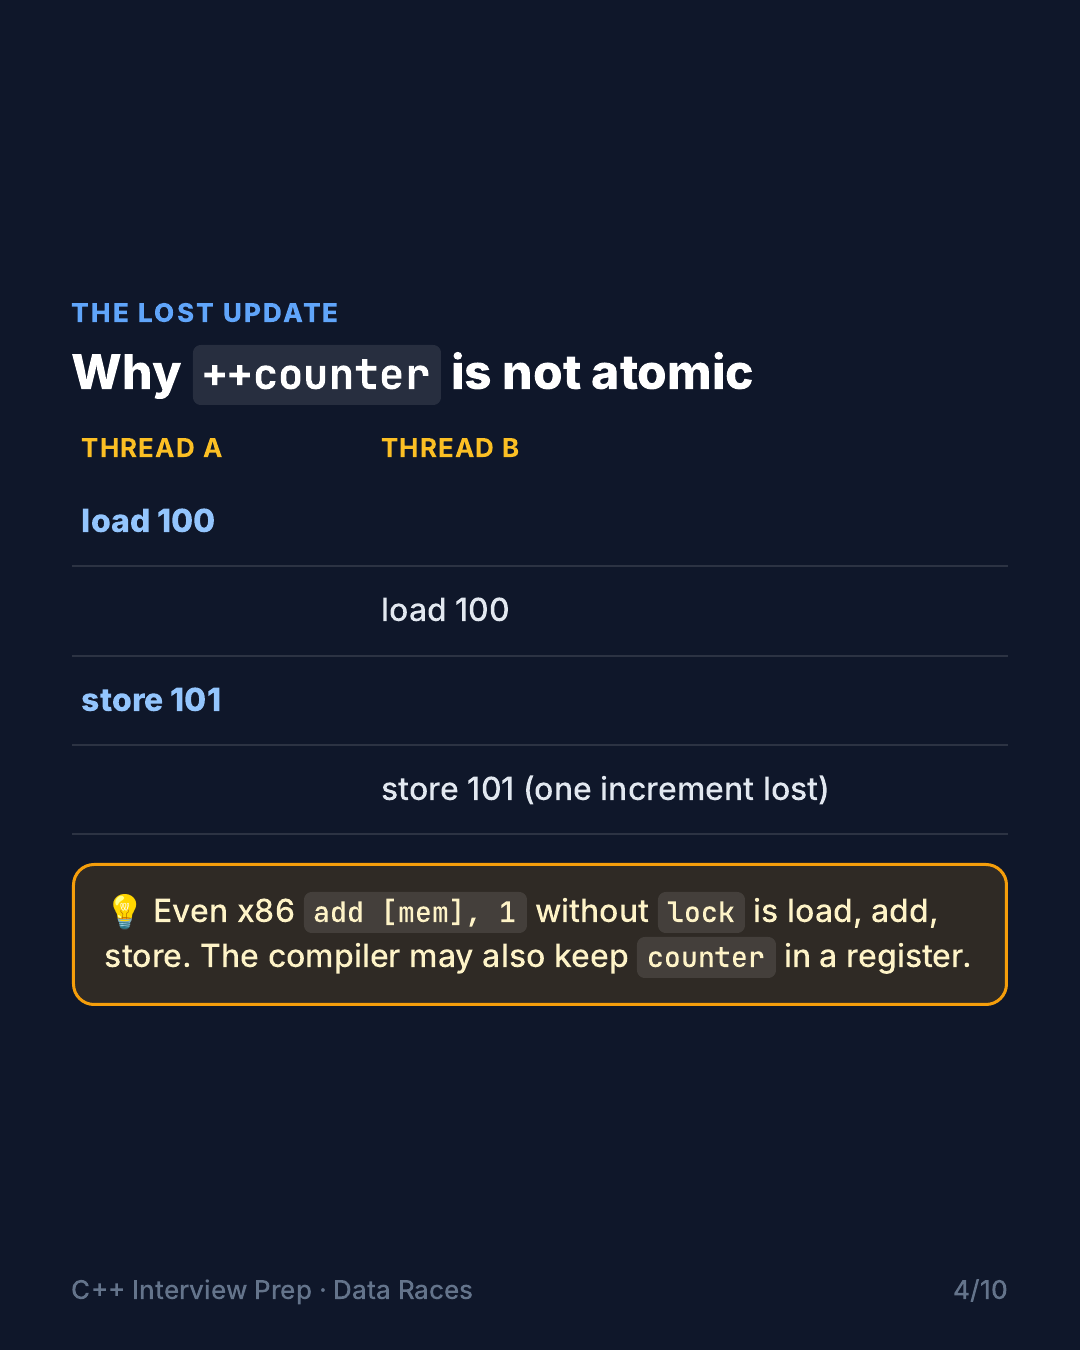 THE LOST UPDATE
Why ++counter is not atomic
THREAD A THREAD B
load 100
load 100
store 101
store 101 (one increment lost)
💡 Even x86 add [mem], 1 without lock is load, add,
store. The compiler may also keep counter in a register.
C++ Interview Prep · Data Races 4/10